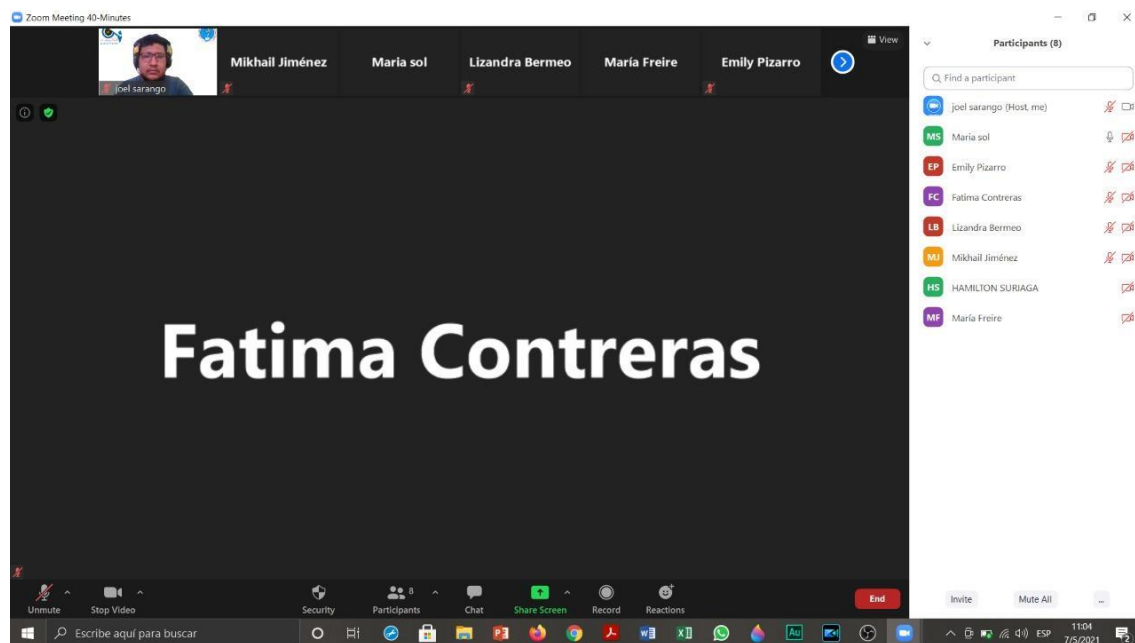 Zoom Meeting 40-Minutes
View
joel sarango
Mikhail Jiménez
Maria sol
Lizandra Bermeo
María Freire
Emily Pizarro
Fatima Contreras
Participants (8)
Find a participant
joel sarango (Host, me)
MS Maria sol
EP Emily Pizarro
FC Fatima Contreras
LB Lizandra Bermeo
MJ Mikhail Jiménez
HS HAMILTON SURIAGA
MF María Freire
Unmute
Stop Video
Security
8
Participants
Chat
Share Screen
Record
Reactions
End
Invite
Mute All
...
Escribe aquí para buscar
Au
ESP
11:04
7/5/2021